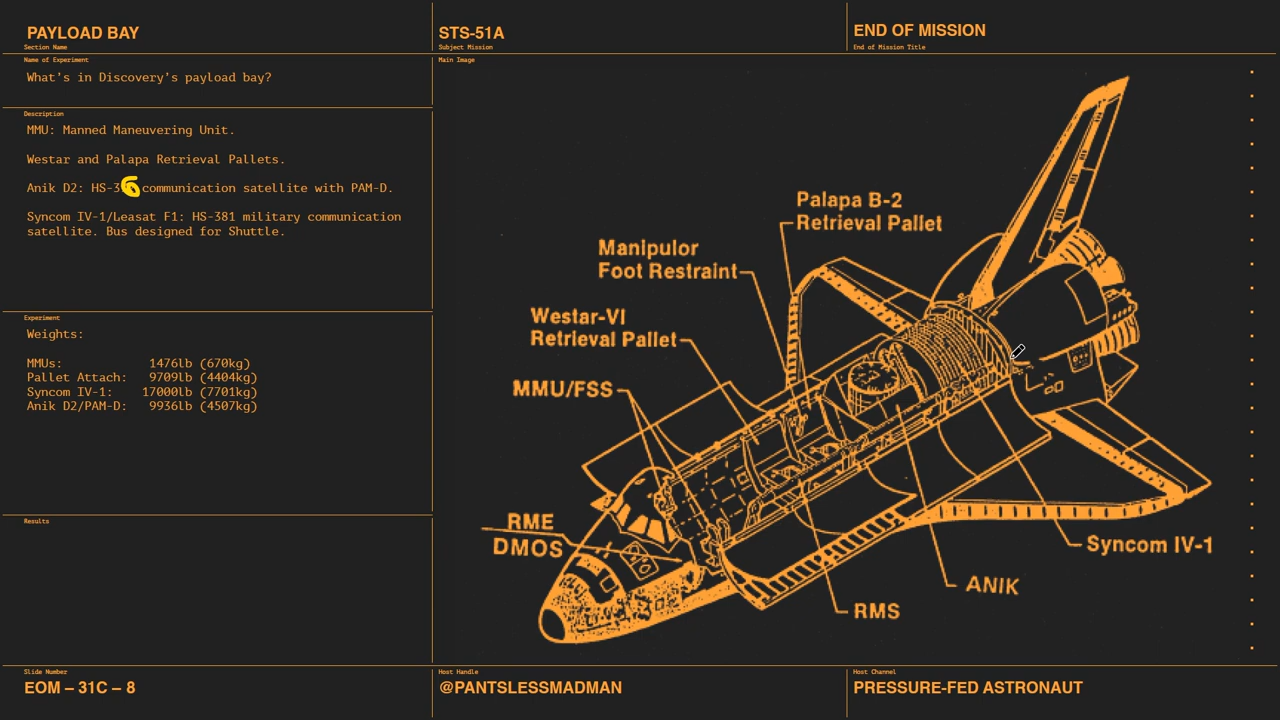 PAYLOAD BAY
Section Name
STS-51A
Subject Mission
END OF MISSION
End of Mission Title
Name of Experiment
What's in Discovery's payload bay?
Description
MMU: Manned Maneuvering Unit.
Westar and Palapa Retrieval Pallets.
Anik D2: HS-36 communication satellite with PAM-D.
Syncom IV-1/Leasat F1: HS-381 military communication
satellite. Bus designed for Shuttle.
Experiment
Weights:
MMUs: 1476lb (670kg)
Pallet Attach: 9709lb (4404kg)
Syncom IV-1: 17000lb (7701kg)
Anik D2/PAM-D: 9936lb (4507kg)
Results
Main Image
Palapa B-2
Retrieval Pallet
Manipulor
Foot Restraint
Westar-VI
Retrieval Pallet
MMU/FSS
RME
DMOS
Syncom IV-1
ANIK
RMS
Slide Number
EOM – 31C – 8
Host Handle
@PANTSLESSMADMAN
Host Channel
PRESSURE-FED ASTRONAUT